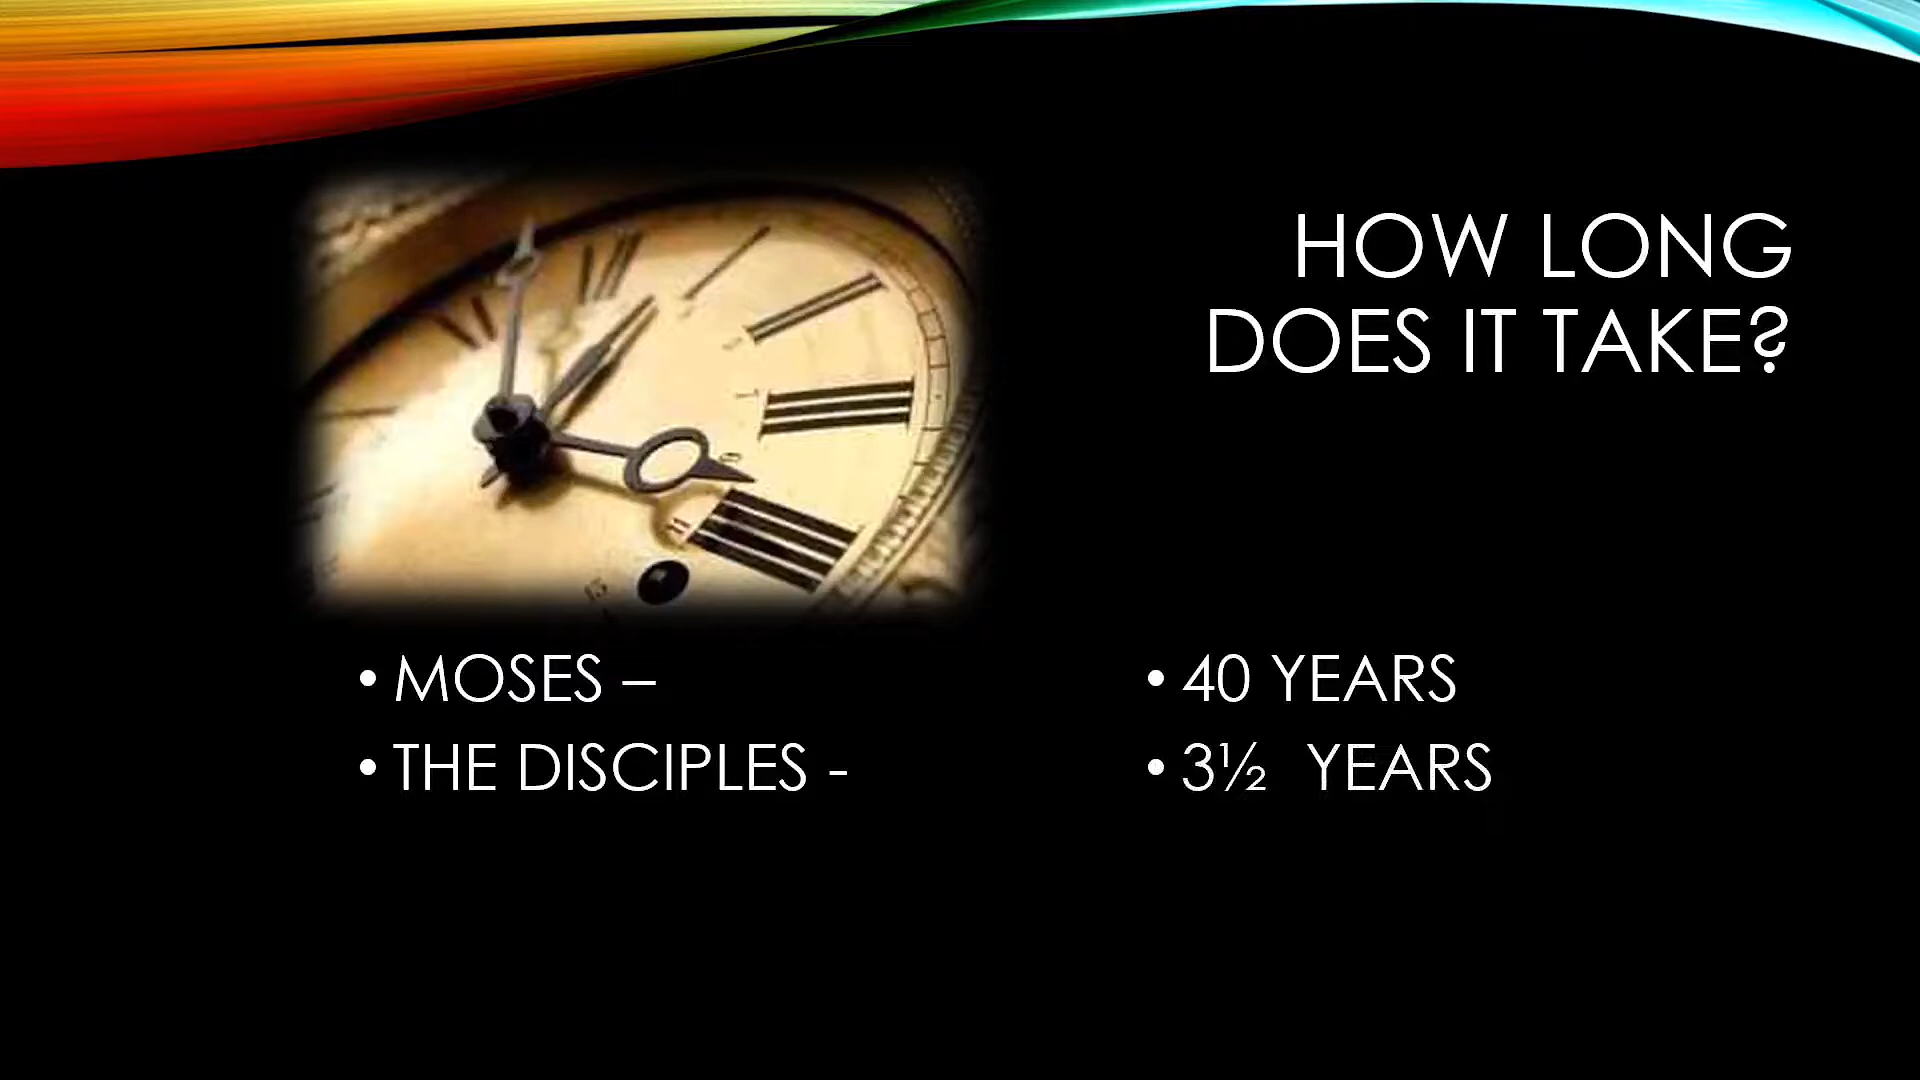 HOW LONG
DOES IT TAKE?
• MOSES –
• THE DISCIPLES -
• 40 YEARS
• 3½  YEARS